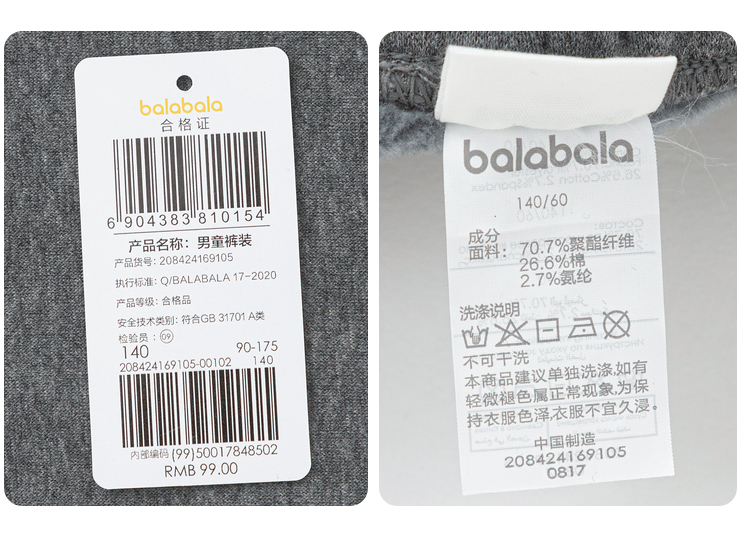 balabala
合格证
6 904383 810154
产品名称：男童裤装
产品货号：208424169105
执行标准：Q/BALABALA 17-2020
产品等级：合格品
安全技术类别：符合GB 31701 A类
检验员：09
140 90-175
208424169105-00102 140
内部编码 (99)50017848502
RMB 99.00
balabala
140/60
成分
面料：70.7%聚酯纤维
26.6%棉
2.7%氨纶
洗涤说明
不可干洗
本商品建议单独洗涤,如有
轻微褪色属正常现象,为保
持衣服色泽,衣服不宜久浸。
中国制造
208424169105
0817